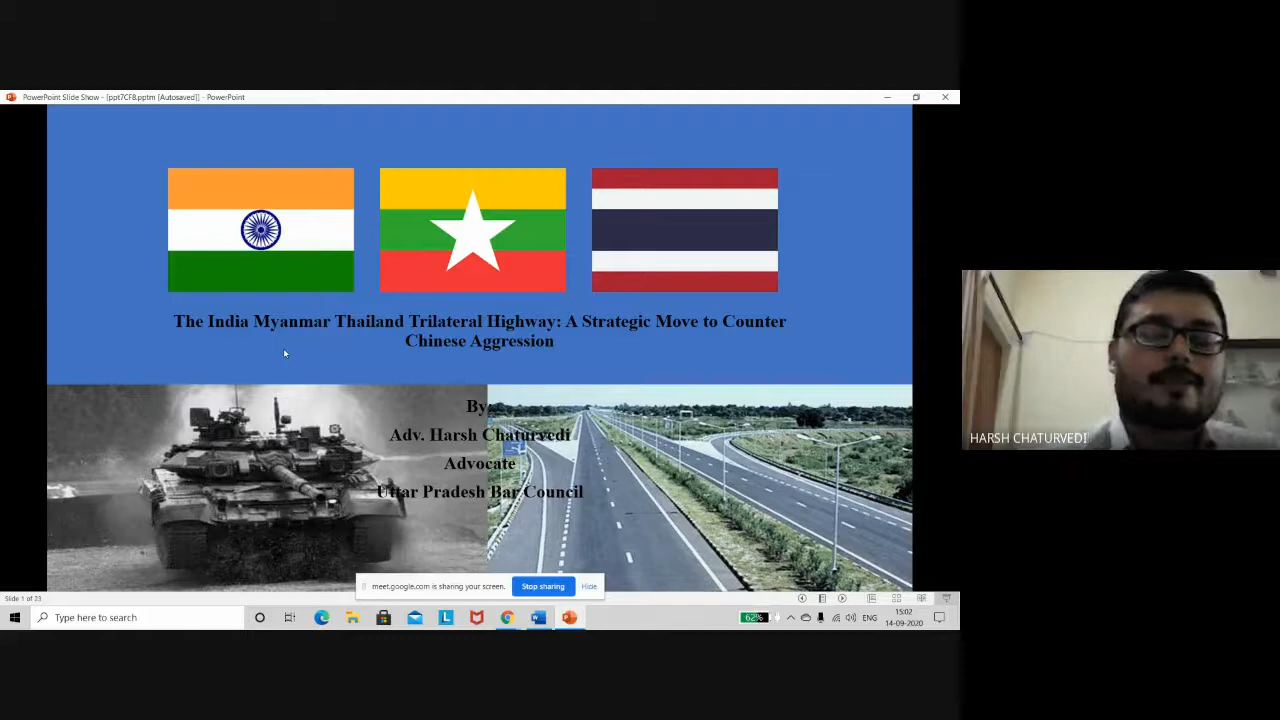 PowerPoint Slide Show - [ppt7CF8.pptm [Autosaved]] - PowerPoint
The India Myanmar Thailand Trilateral Highway: A Strategic Move to Counter
Chinese Aggression
By:
Adv. Harsh Chaturvedi
Advocate
Uttar Pradesh Bar Council
HARSH CHATURVEDI
meet.google.com is sharing your screen.
Stop sharing
Hide
Slide 1 of 23
Type here to search
62%
ENG
15:02
14-09-2020